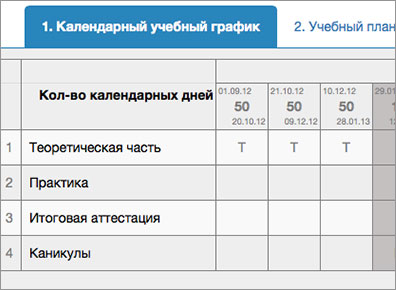 1. Календарный учебный график 2. Учебный план
Кол-во календарных дней
01.09.12 21.10.12 10.12.12 29.01
50 50 50 1
20.10.12 09.12.12 28.01.13
1 Теоретическая часть Т Т Т
2 Практика
3 Итоговая аттестация
4 Каникулы